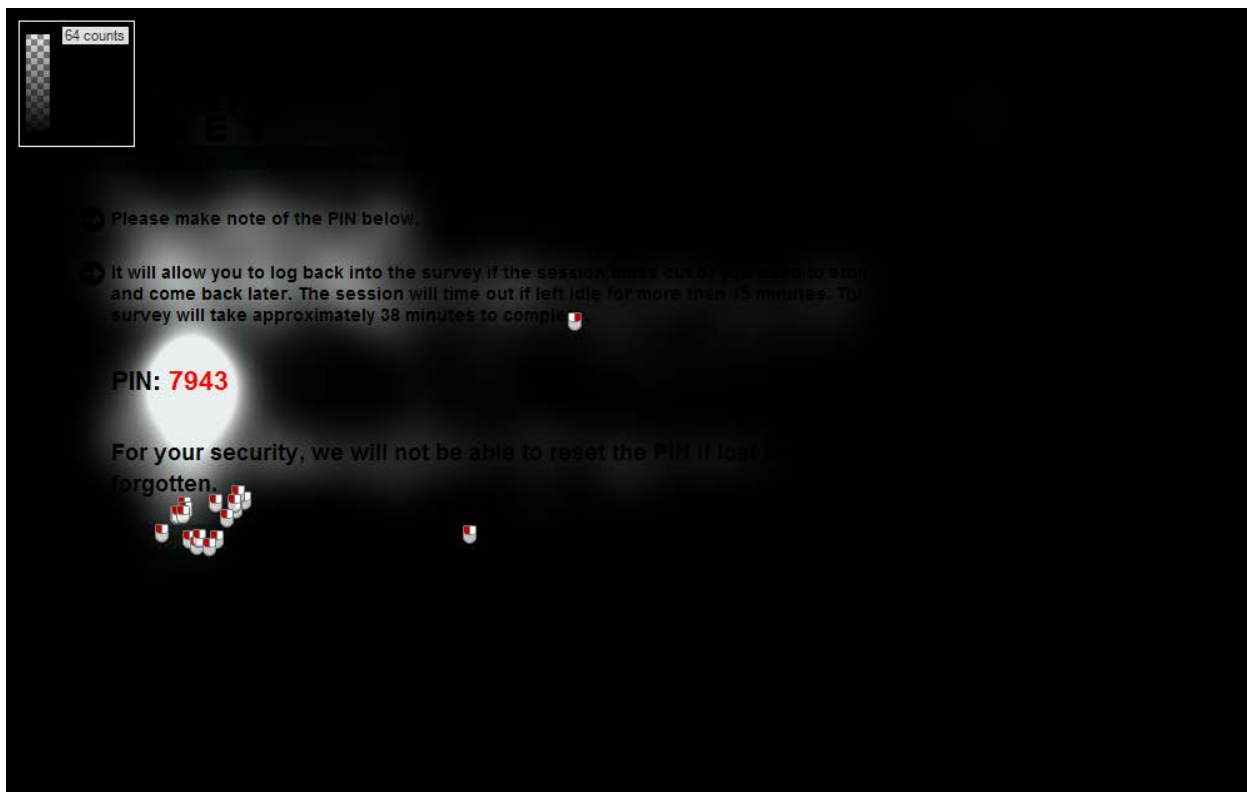 64 counts
E Y
Please make note of the PIN below.
It will allow you to log back into the survey if the session times out or you need to stop
and come back later. The session will time out if left idle for more than 15 minutes. This
survey will take approximately 38 minutes to comple
PIN: 7943
For your security, we will not be able to reset the PIN if lost
forgotten.